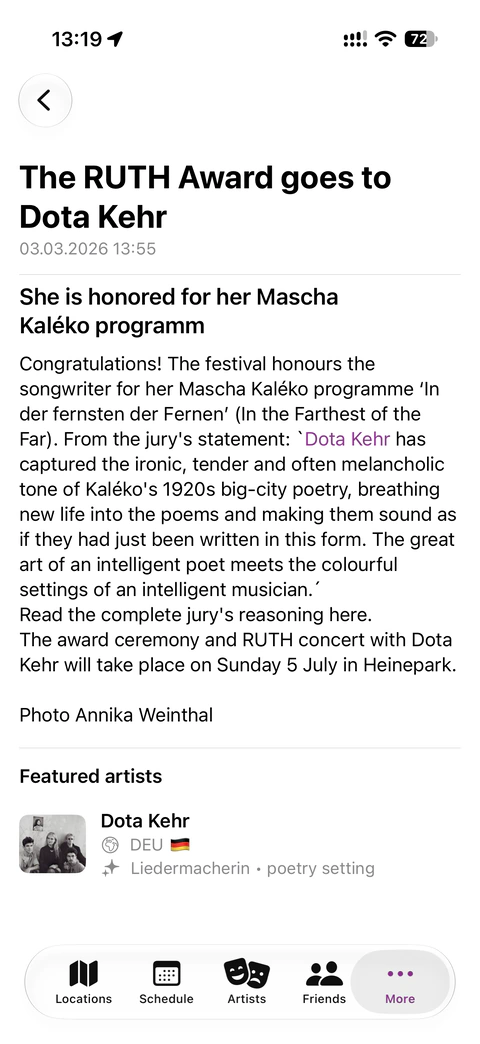 13:19
72
The RUTH Award goes to
Dota Kehr
03.03.2026 13:55
She is honored for her Mascha
Kaléko programm
Congratulations! The festival honours the
songwriter for her Mascha Kaléko programme ‘In
der fernsten der Fernen’ (In the Farthest of the
Far). From the jury's statement: `Dota Kehr has
captured the ironic, tender and often melancholic
tone of Kaléko's 1920s big-city poetry, breathing
new life into the poems and making them sound as
if they had just been written in this form. The great
art of an intelligent poet meets the colourful
settings of an intelligent musician.´
Read the complete jury's reasoning here.
The award ceremony and RUTH concert with Dota
Kehr will take place on Sunday 5 July in Heinepark.
Photo Annika Weinthal
Featured artists
Dota Kehr
DEU 🇩🇪
Liedermacherin • poetry setting
Locations
Schedule
Artists
Friends
More